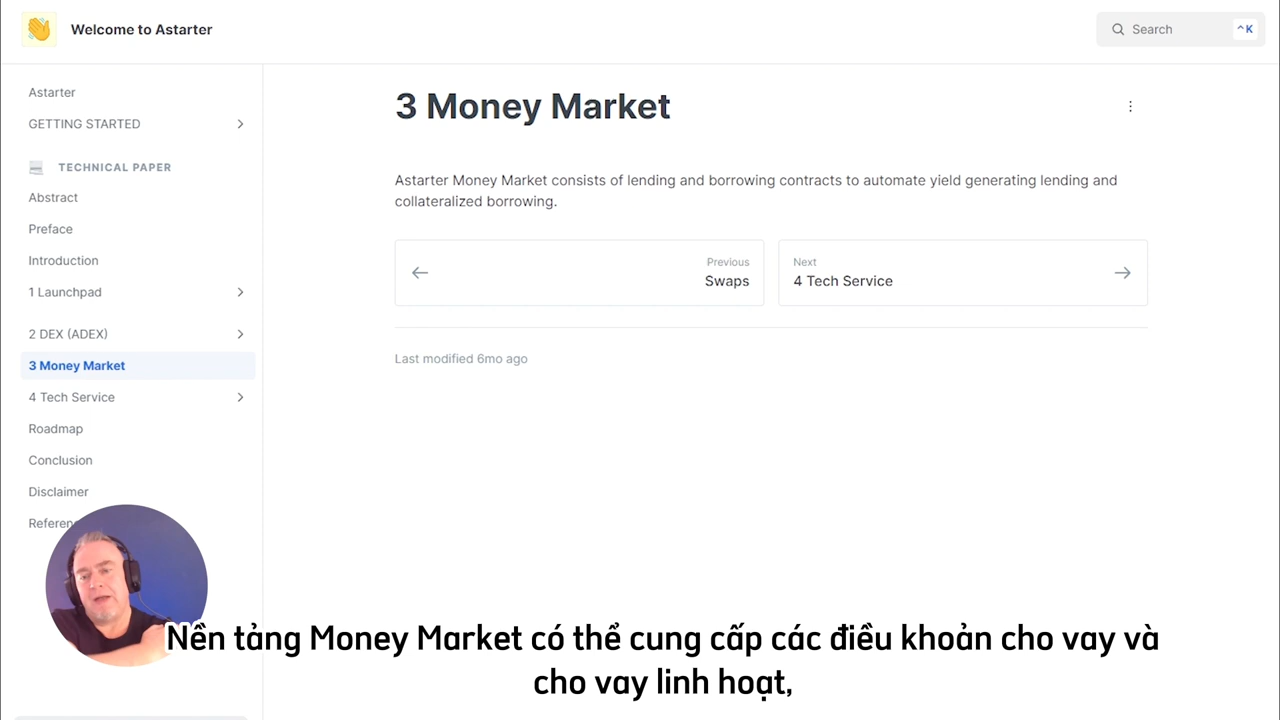 Welcome to Astarter
Search
^K
Astarter
GETTING STARTED
TECHNICAL PAPER
Abstract
Preface
Introduction
1 Launchpad
2 DEX (ADEX)
3 Money Market
4 Tech Service
Roadmap
Conclusion
Disclaimer
3 Money Market
Astarter Money Market consists of lending and borrowing contracts to automate yield generating lending and
collateralized borrowing.
Previous
Swaps
Next
4 Tech Service
Last modified 6mo ago
Nền tảng Money Market có thể cung cấp các điều khoản cho vay và
cho vay linh hoạt,